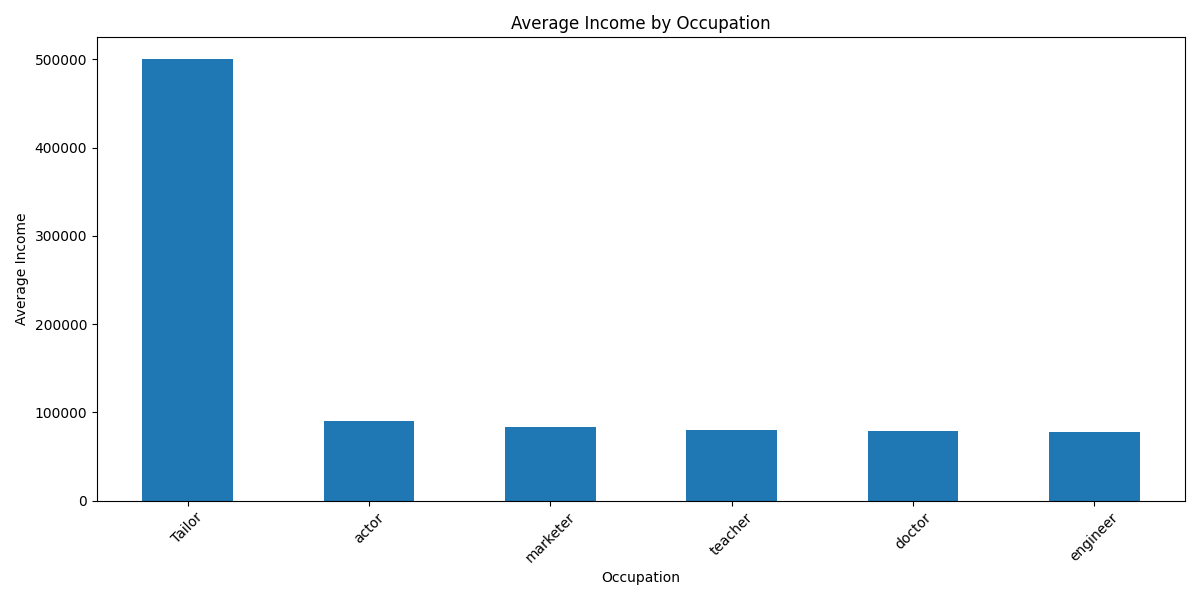 Average Income by Occupation
500000
400000
300000
200000
100000
0
Average Income
Tailor
actor
marketer
teacher
doctor
engineer
Occupation